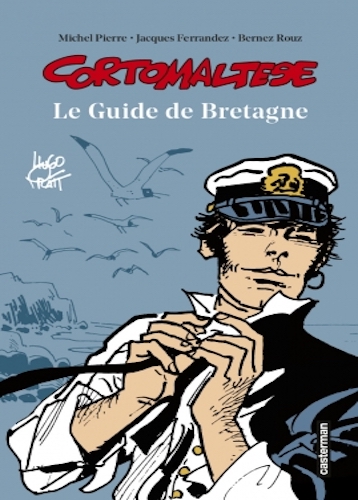 Michel Pierre • Jacques Ferrandez • Bernez Rouz
CORTOMALTESE
Le Guide de Bretagne
HUGO
PRATT
casterman